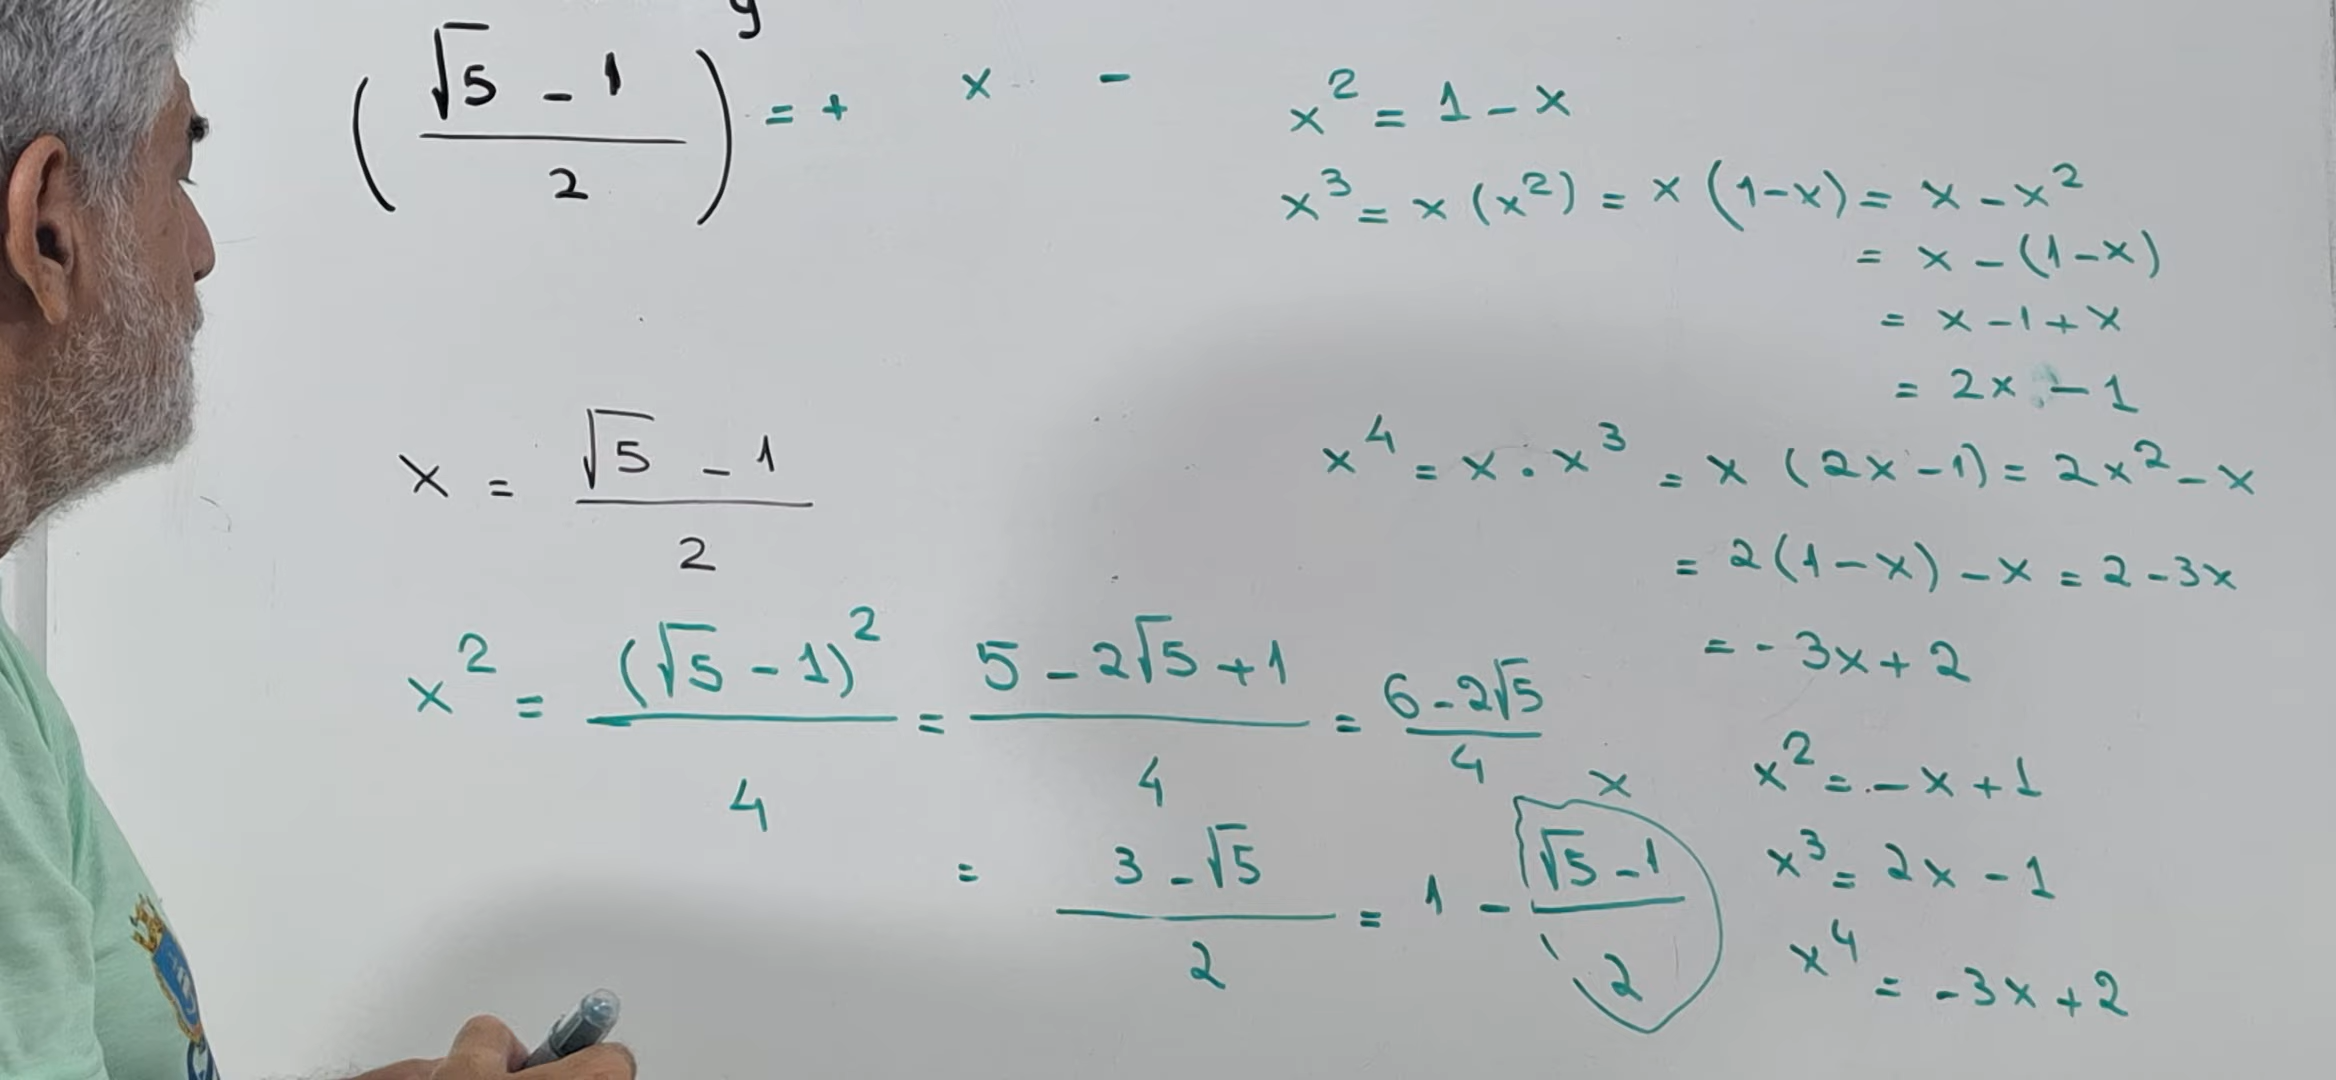 (√5 - 1 / 2)^9 = + x -
x = √5 - 1 / 2
x² = (√5 - 1)² / 4 = 5 - 2√5 + 1 / 4 = 6 - 2√5 / 4
= 3 - √5 / 2 = 1 - √5 - 1 / 2
x
x² = 1 - x
x³ = x (x²) = x (1 - x) = x - x²
= x - (1 - x)
= x - 1 + x
= 2x - 1
x⁴ = x · x³ = x (2x - 1) = 2x² - x
= 2(1 - x) - x = 2 - 3x
= - 3x + 2
x² = - x + 1
x³ = 2x - 1
x⁴ = - 3x + 2